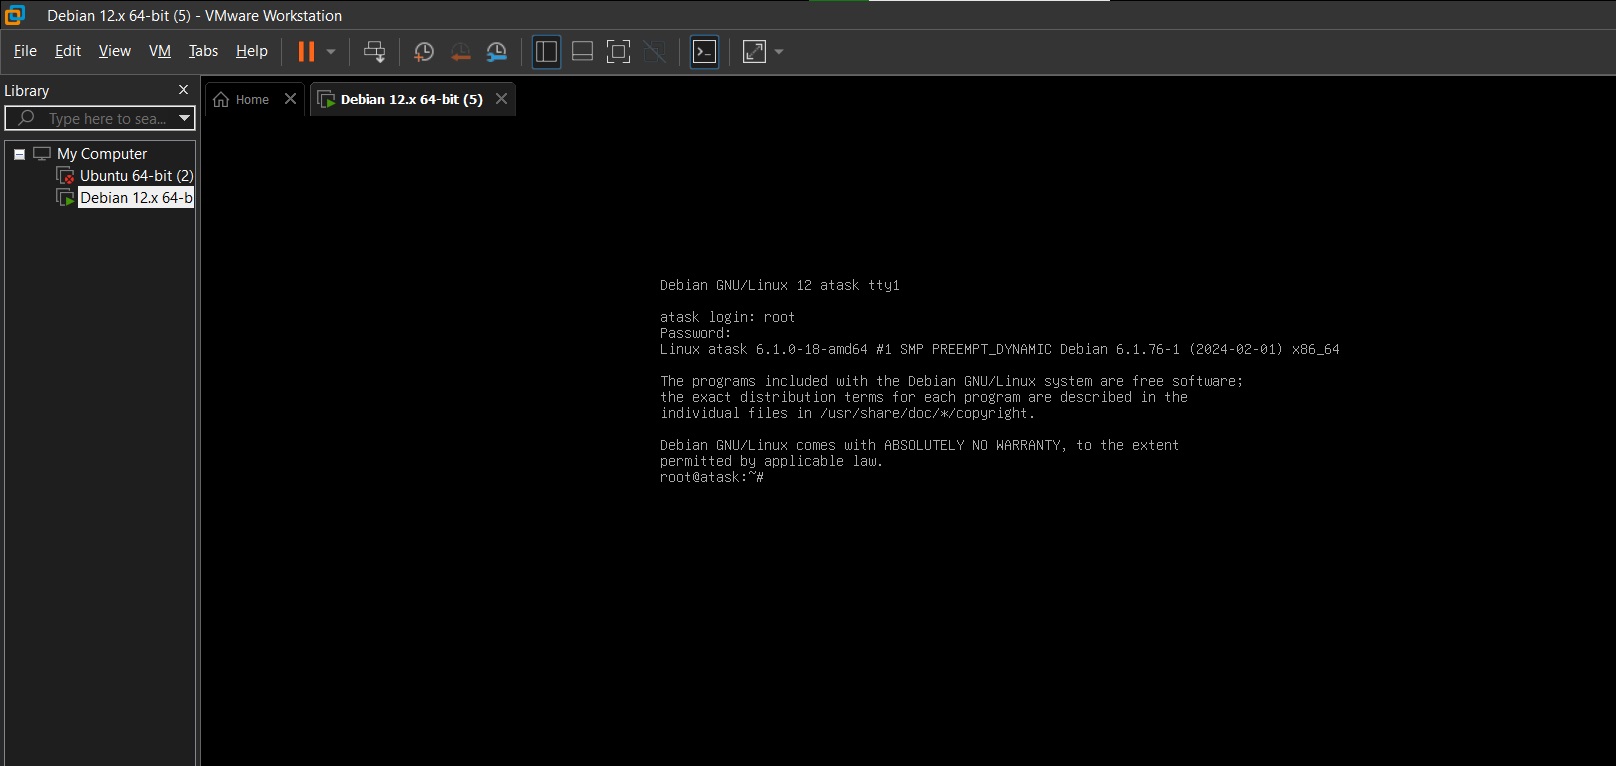 Debian 12.x 64-bit (5) - VMware Workstation
File Edit View VM Tabs Help
Library
Type here to sea...
My Computer
Ubuntu 64-bit (2)
Debian 12.x 64-b
Home
Debian 12.x 64-bit (5)
Debian GNU/Linux 12 atask tty1
atask login: root
Password:
Linux atask 6.1.0-18-amd64 #1 SMP PREEMPT_DYNAMIC Debian 6.1.76-1 (2024-02-01) x86_64
The programs included with the Debian GNU/Linux system are free software;
the exact distribution terms for each program are described in the
individual files in /usr/share/doc/*/copyright.
Debian GNU/Linux comes with ABSOLUTELY NO WARRANTY, to the extent
permitted by applicable law.
root@atask:~#